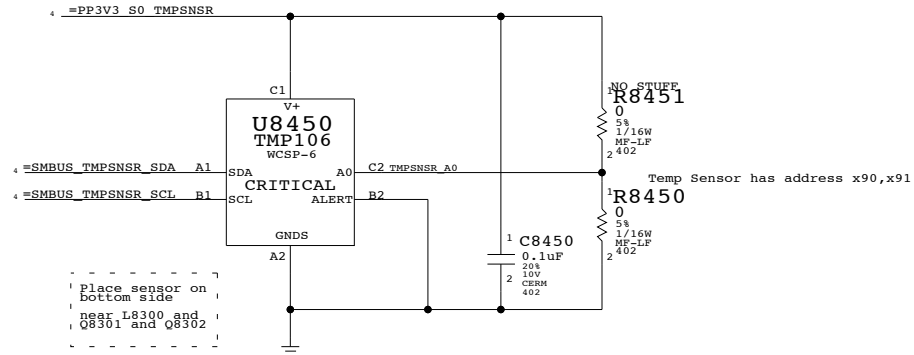 4 =PP3V3_S0_TMPSNSR
C1
V+
U8450
TMP106
WCSP-6
NO STUFF
1 R8451
0
5%
1/16W
MF-LF
2 402
4 =SMBUS_TMPSNSR_SDA A1 SDA
A0 C2 TMPSNSR_A0
CRITICAL
4 =SMBUS_TMPSNSR_SCL B1 SCL
ALERT B2
Temp Sensor has address x90,x91
1 R8450
0
5%
1/16W
MF-LF
2 402
GNDS
A2
1 C8450
0.1uF
20%
10V
2 CERM
402
Place sensor on
bottom side
near L8300 and
Q8301 and Q8302